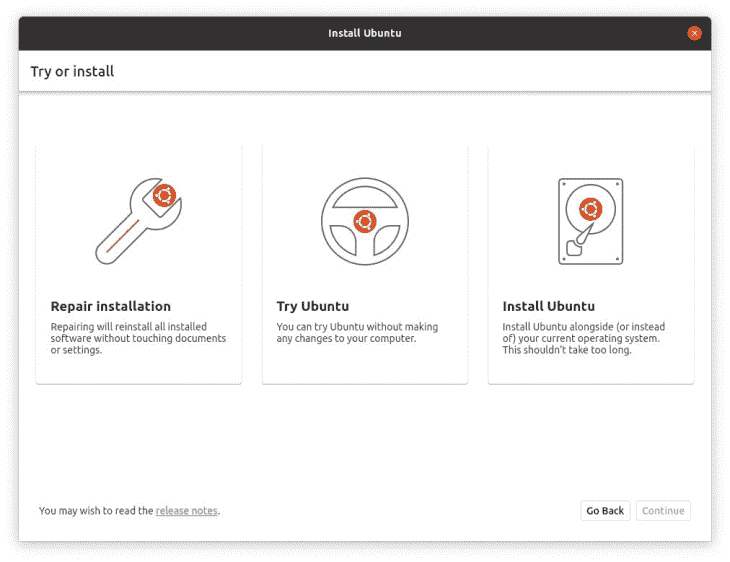 Install Ubuntu
Try or install
Repair installation
Repairing will reinstall all installed
software without touching documents
or settings.
Try Ubuntu
You can try Ubuntu without making
any changes to your computer.
Install Ubuntu
Install Ubuntu alongside (or instead
of) your current operating system.
This shouldn't take too long.
You may wish to read the release notes.
Go Back
Continue